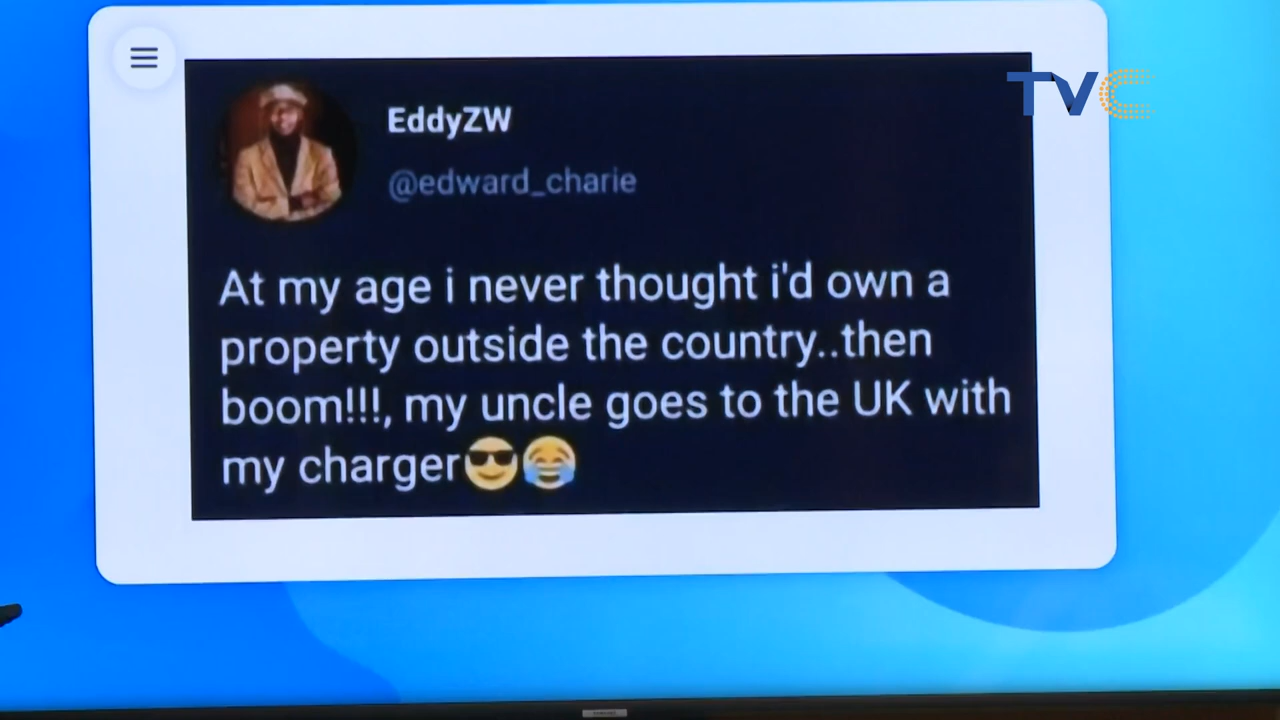 TVC
EddyZW
@edward_charie
At my age i never thought i'd own a
property outside the country..then
boom!!!, my uncle goes to the UK with
my charger😎😂